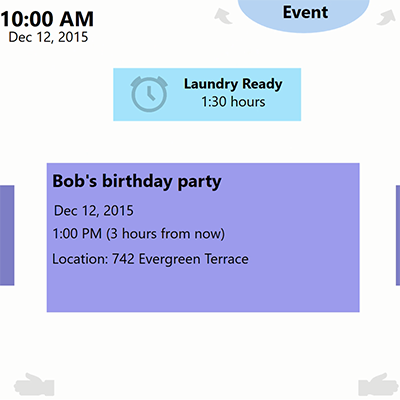 10:00 AM
Dec 12, 2015
Event
Laundry Ready
1:30 hours
Bob's birthday party
Dec 12, 2015
1:00 PM (3 hours from now)
Location: 742 Evergreen Terrace